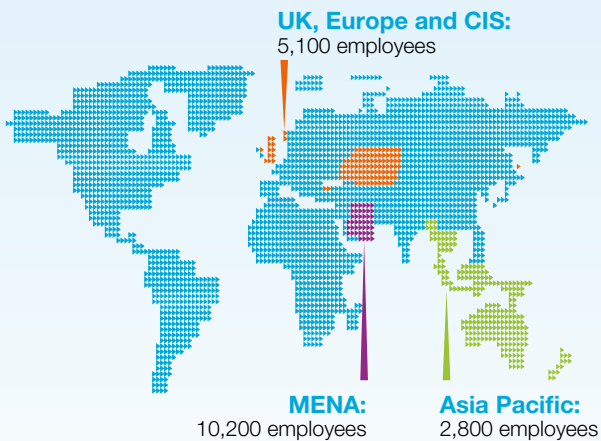 UK, Europe and CIS:
5,100 employees
MENA:
10,200 employees
Asia Pacific:
2,800 employees